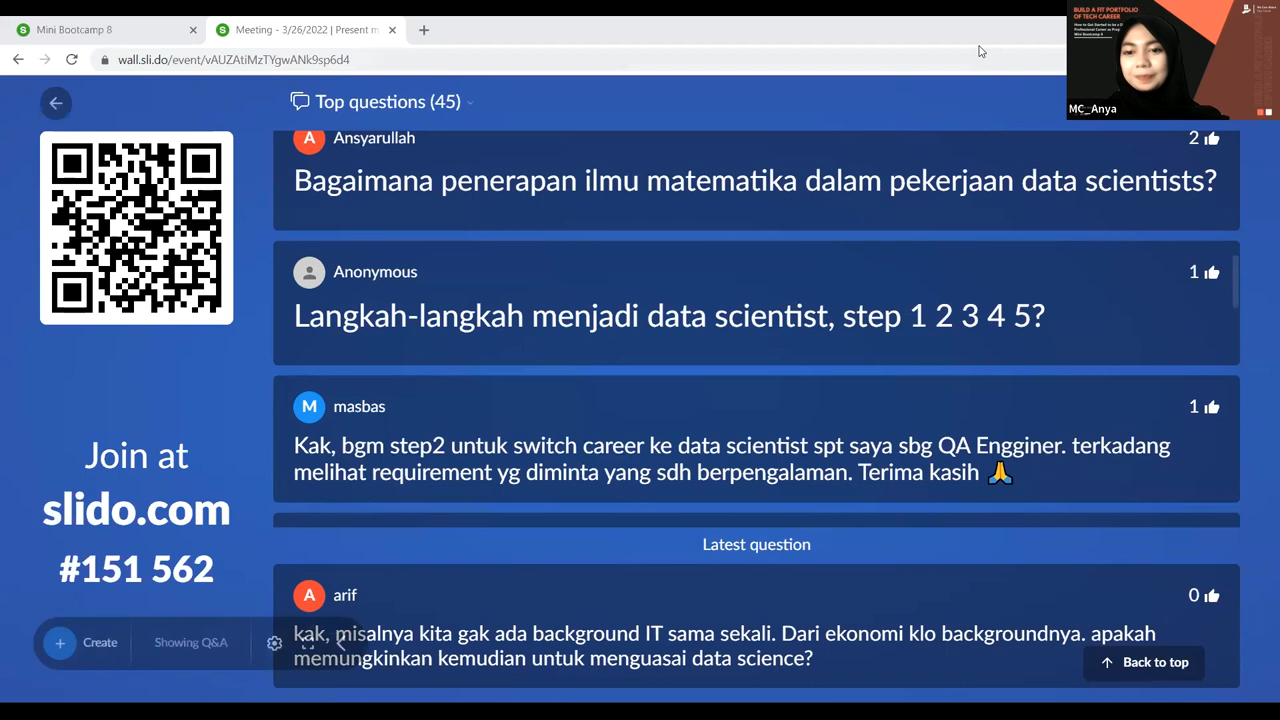 Mini Bootcamp 8
Meeting - 3/26/2022 | Present m
wall.sli.do/event/vAUZAtiMzTYgwANk9sp6d4
BUILD A FIT PORTFOLIO
OF TECH CAREER
Mini Bootcamp 8
MC_Anya
Top questions (45)
A Ansyarullah 2
Bagaimana penerapan ilmu matematika dalam pekerjaan data scientists?
Anonymous 1
Langkah-langkah menjadi data scientist, step 1 2 3 4 5?
M masbas 1
Kak, bgm step2 untuk switch career ke data scientist spt saya sbg QA Engginer. terkadang
melihat requirement yg diminta yang sdh berpengalaman. Terima kasih 🙏
Join at
slido.com
#151 562
Latest question
A arif 0
kak, misalnya kita gak ada background IT sama sekali. Dari ekonomi klo backgroundnya. apakah
memungkinkan kemudian untuk menguasai data science?
Create
Showing Q&A
Back to top